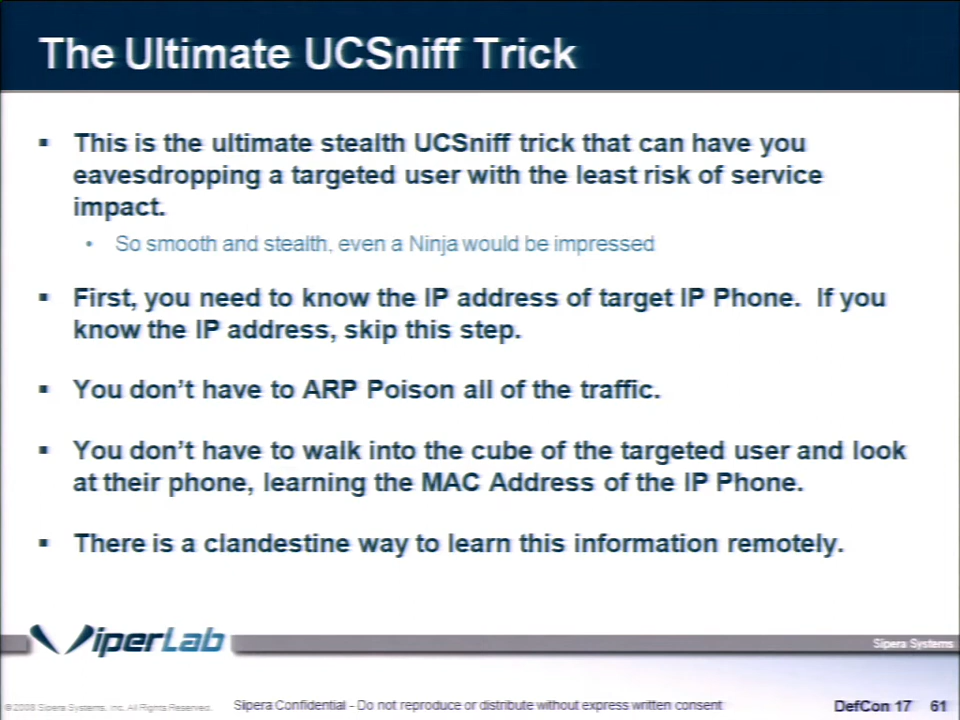 The Ultimate UCSniff Trick
▪ This is the ultimate stealth UCSniff trick that can have you
eavesdropping a targeted user with the least risk of service
impact.
• So smooth and stealth, even a Ninja would be impressed
▪ First, you need to know the IP address of target IP Phone. If you
know the IP address, skip this step.
▪ You don't have to ARP Poison all of the traffic.
▪ You don't have to walk into the cube of the targeted user and look
at their phone, learning the MAC Address of the IP Phone.
▪ There is a clandestine way to learn this information remotely.
ViperLab
Sipera Systems
© 2008 Sipera Systems, Inc. All Rights Reserved.
Sipera Confidential - Do not reproduce or distribute without express written consent
DefCon 17 61